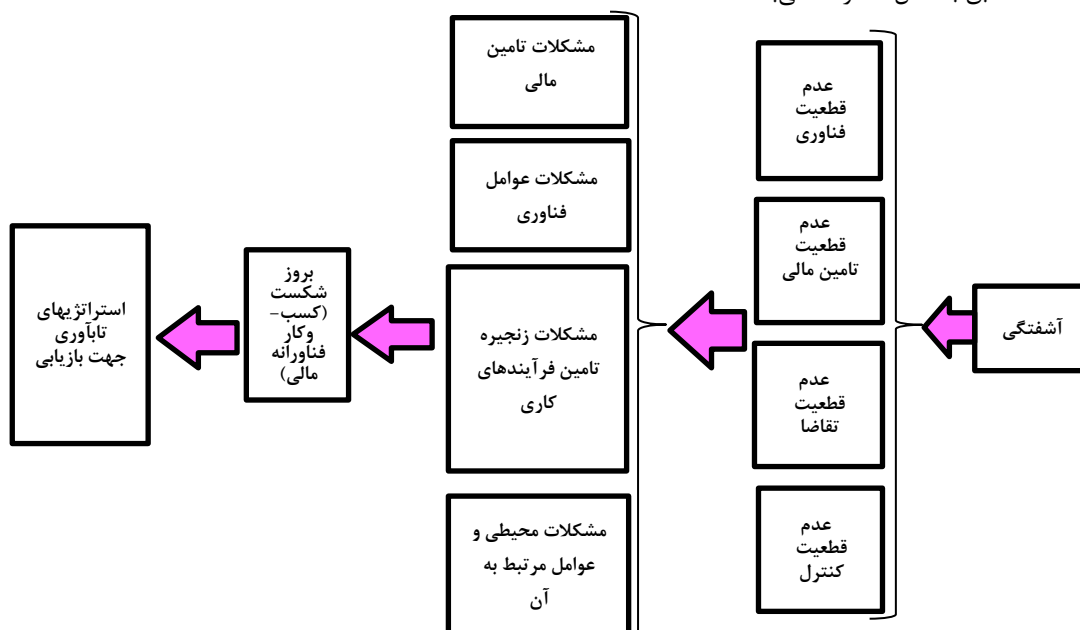 آشفتگی
عدم
قطعیت
فناوری
عدم
قطعیت
تامین مالی
عدم
قطعیت
تقاضا
عدم
قطعیت
کنترل
مشکلات تامین
مالی
مشکلات عوامل
فناوری
مشکلات زنجیره
تامین فرآیندهای
کاری
مشکلات محیطی و
عوامل مرتبط به
آن
بروز
شکست
(کسب-
وکار
فناورانه
مالی)
استراتژیهای
تابآوری
جهت بازیابی